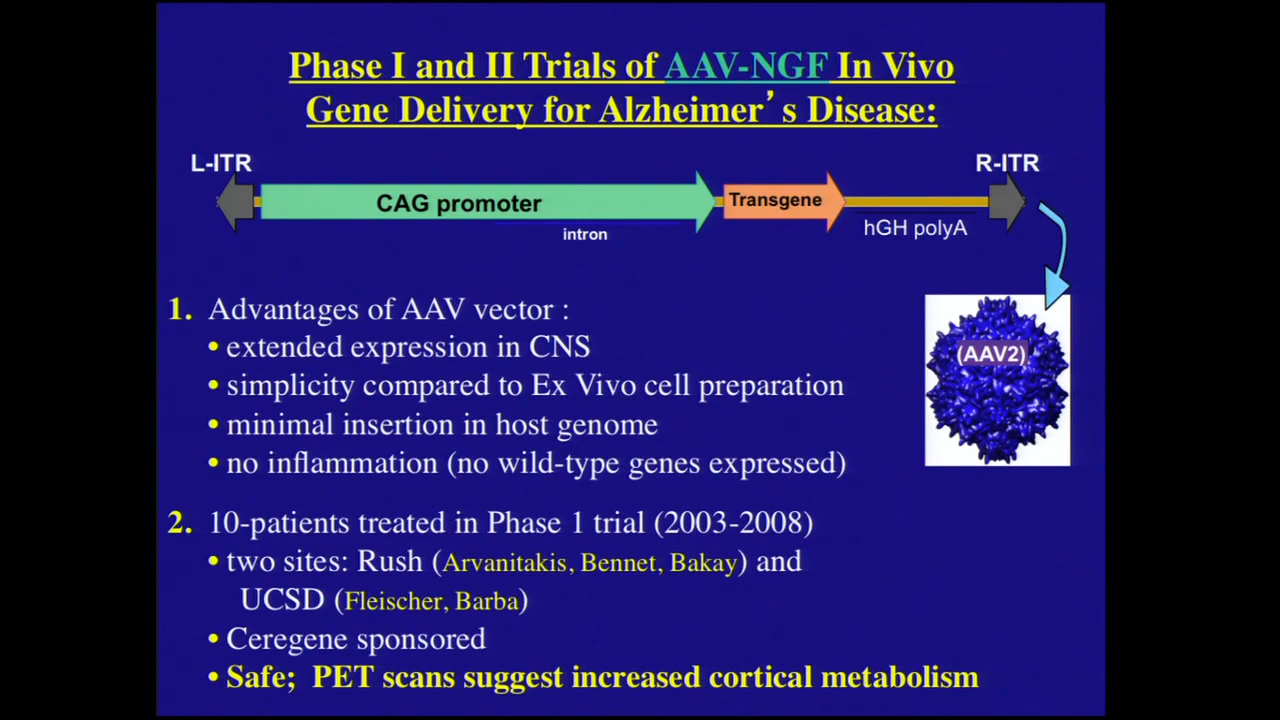 Phase I and II Trials of AAV-NGF In Vivo
Gene Delivery for Alzheimer’s Disease:
L-ITR
R-ITR
CAG promoter
Transgene
intron
hGH polyA
1. Advantages of AAV vector :
• extended expression in CNS
• simplicity compared to Ex Vivo cell preparation
• minimal insertion in host genome
• no inflammation (no wild-type genes expressed)
(AAV2)
2. 10-patients treated in Phase 1 trial (2003-2008)
• two sites: Rush (Arvanitakis, Bennet, Bakay) and
UCSD (Fleischer, Barba)
• Ceregene sponsored
• Safe; PET scans suggest increased cortical metabolism